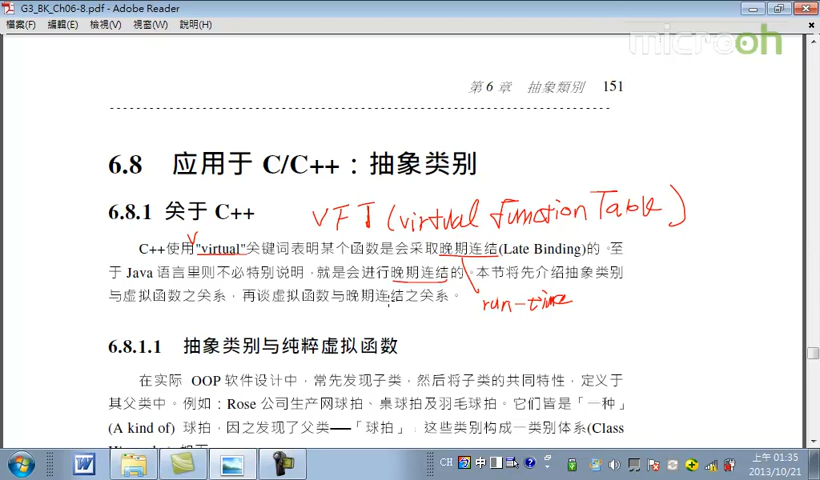 G3_BK_Ch06-8.pdf - Adobe Reader
檔案(F) 編輯(E) 檢視(V) 視窗(W) 說明(H)
microoh
第 6 章 抽象類別 151
6.8 应用于 C/C++：抽象类别
6.8.1 关于 C++
VFT (virtual function Table)
V
C++使用"virtual"关键词表明某个函数是会采取晚期连结(Late Binding)的。至
于 Java 语言里则不必特别说明，就是会进行晚期连结的。本节将先介绍抽象类别
与虚拟函数之关系，再谈虚拟函数与晚期连结之关系。
run-time
6.8.1.1 抽象类别与纯粹虚拟函数
在实际 OOP 软件设计中，常先发现子类，然后将子类的共同特性，定义于
其父类中。例如：Rose 公司生产网球拍、桌球拍及羽毛球拍。它们皆是「一种」
(A kind of) 球拍，因之发现了父类──「球拍」，这些类别构成一类别体系(Class
CH 中
上午 01:35
2013/10/21